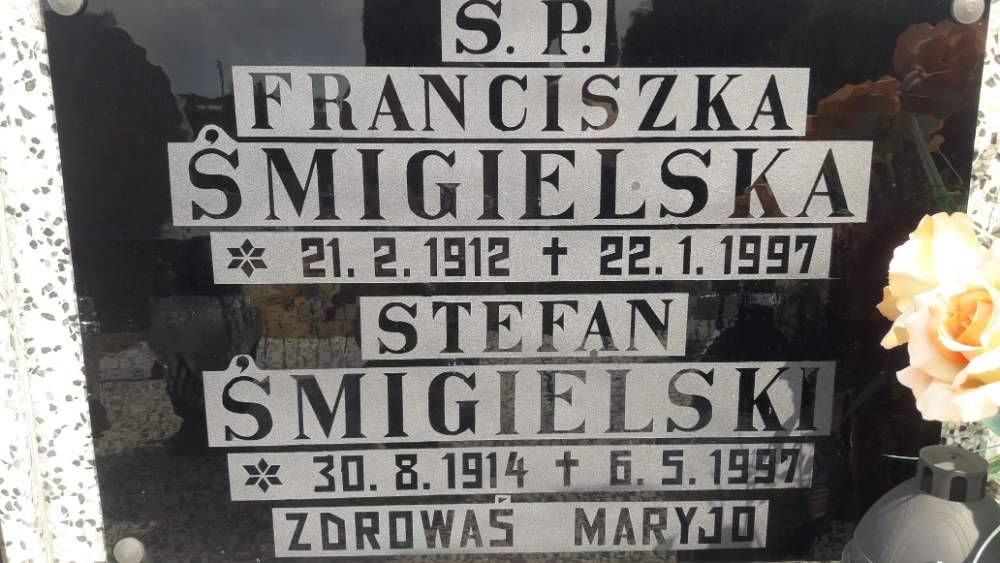 Ś. P.
FRANCISZKA
ŚMIGIELSKA
* 21. 2. 1912 † 22. 1. 1997
STEFAN
ŚMIGIELSKI
* 30. 8. 1914 † 6. 5. 1997
ZDROWAŚ MARYJO